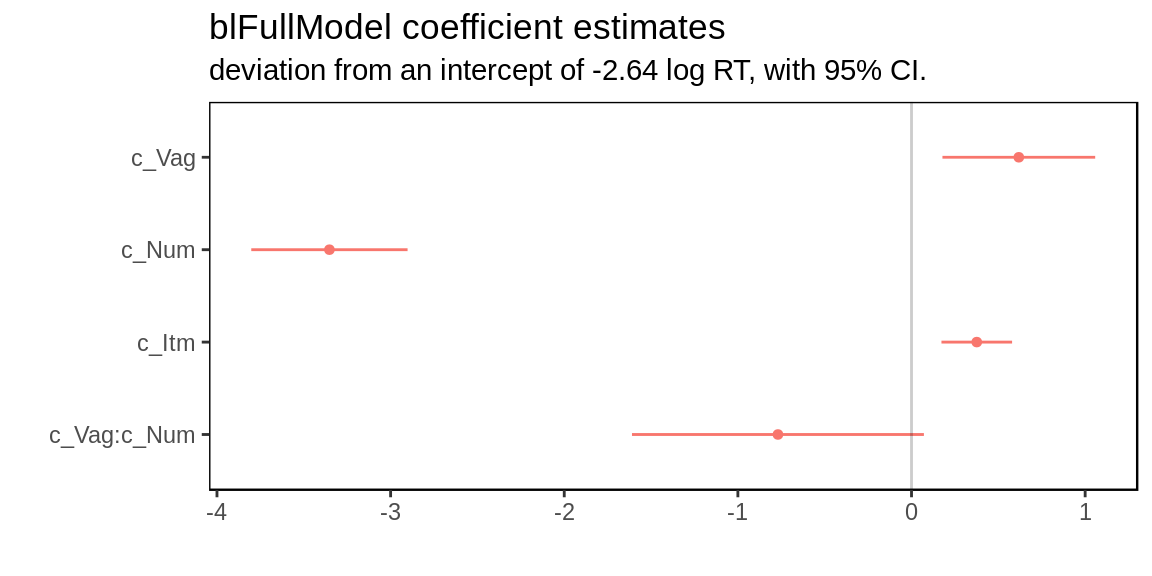 blFullModel coefficient estimates
deviation from an intercept of -2.64 log RT, with 95% CI.
c_Vag
c_Num
c_Itm
c_Vag:c_Num
-4 -3 -2 -1 0 1